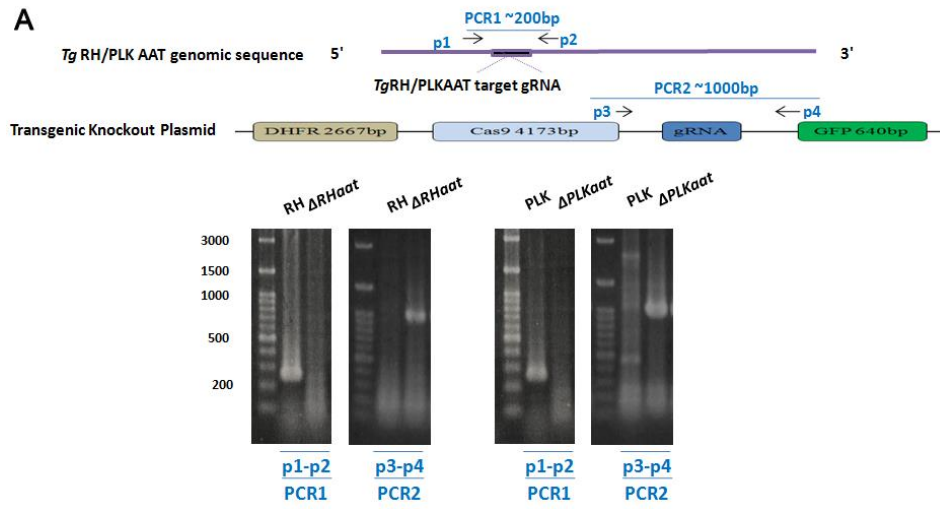 A
PCR1 ~200bp
p1 p2
Tg RH/PLK AAT genomic sequence 5' 3'
TgRH/PLKAAT target gRNA
PCR2 ~1000bp
p3 p4
Transgenic Knockout Plasmid DHFR 2667bp Cas9 4173bp gRNA GFP 640bp
RH ΔRHaat RH ΔRHaat PLK ΔPLKaat PLK ΔPLKaat
3000
1500
1000
500
200
p1-p2 p3-p4 p1-p2 p3-p4
PCR1 PCR2 PCR1 PCR2